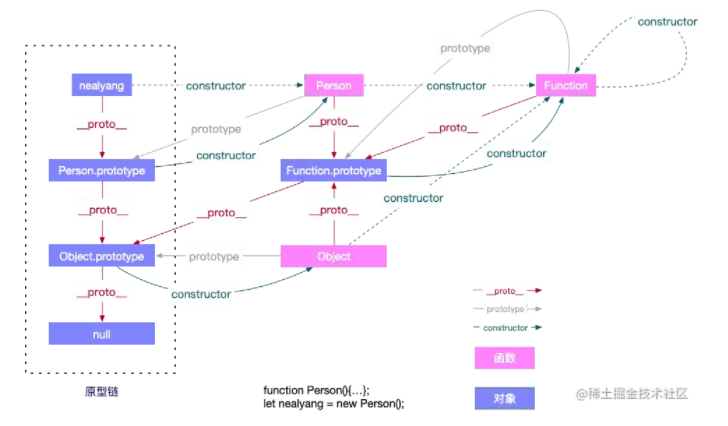 constructor
prototype
nealyang
constructor
Person
constructor
Function
__proto__
prototype
__proto__
__proto__
constructor
Person.prototype
Function.prototype
constructor
constructor
__proto__
__proto__
__proto__
Object.prototype
prototype
Object
__proto__
constructor
__proto__
prototype
constructor
null
函数
原型链
function Person(){…};
let nealyang = new Person();
对象
@稀土掘金技术社区